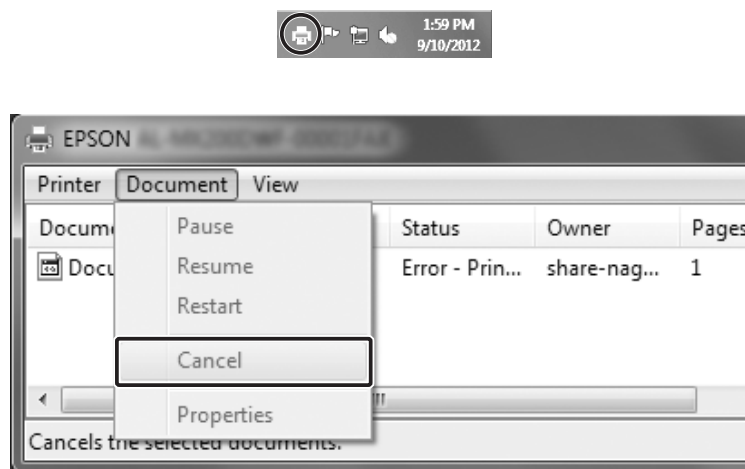 1:59 PM
9/10/2012
EPSON
Printer Document View
Docume Status Owner Pages
Docu Error - Prin... share-nag... 1
Pause
Resume
Restart
Cancel
Properties
Cancels the selected documents.